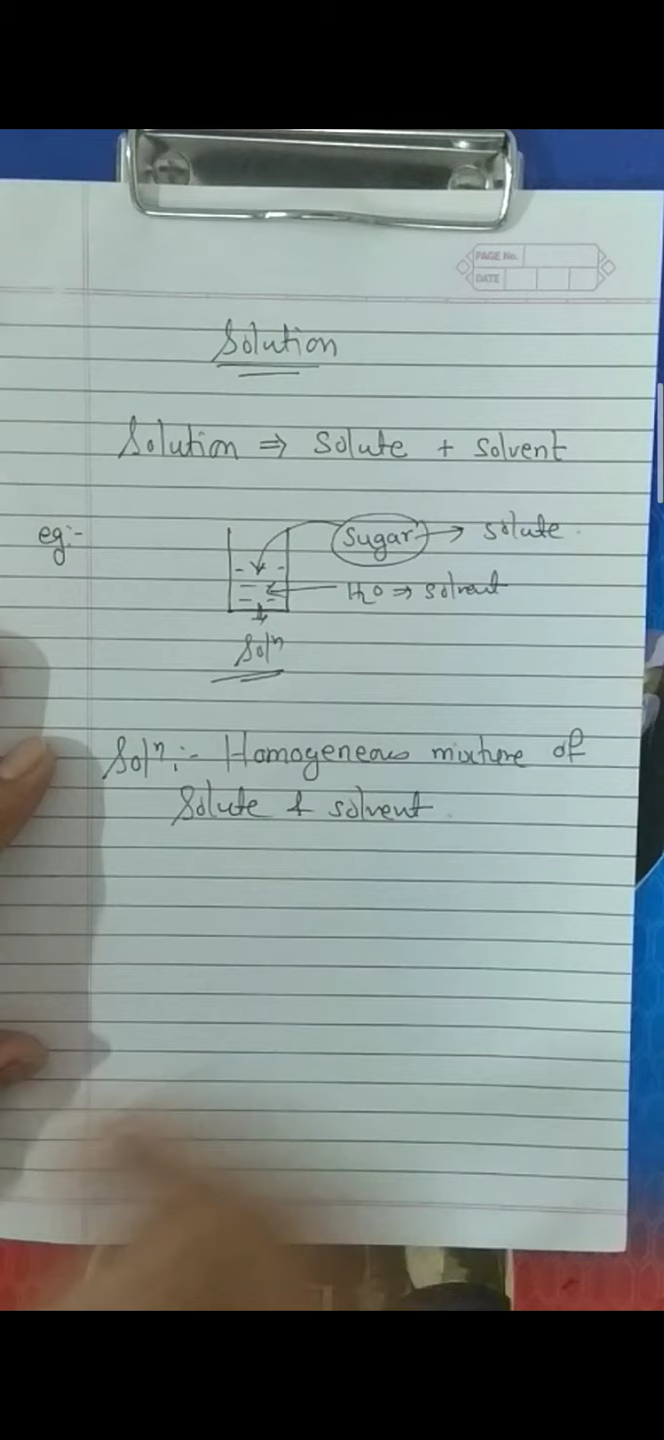 PAGE No.
DATE
Solution
Solution ⇒ Solute + Solvent
eg:- Sugar → Solute.
H₂O ⇒ Solvent
Solⁿ
Solⁿ:- Homogeneous mixture of
Solute & solvent.